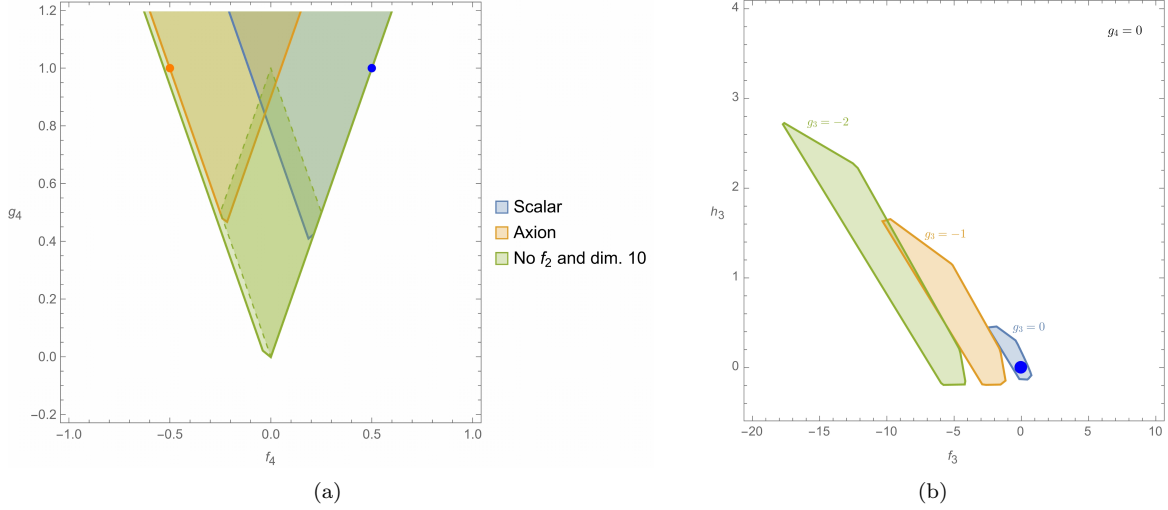 1.2
1.0
0.8
0.6
0.4
0.2
0.0
−0.2
g4
−1.0
−0.5
0.0
0.5
1.0
f4
Scalar
Axion
No f2 and dim. 10
(a)
g4 = 0
4
3
2
1
0
h3
g3 = −2
g3 = −1
g3 = 0
−20
−15
−10
−5
0
5
10
f3
(b)